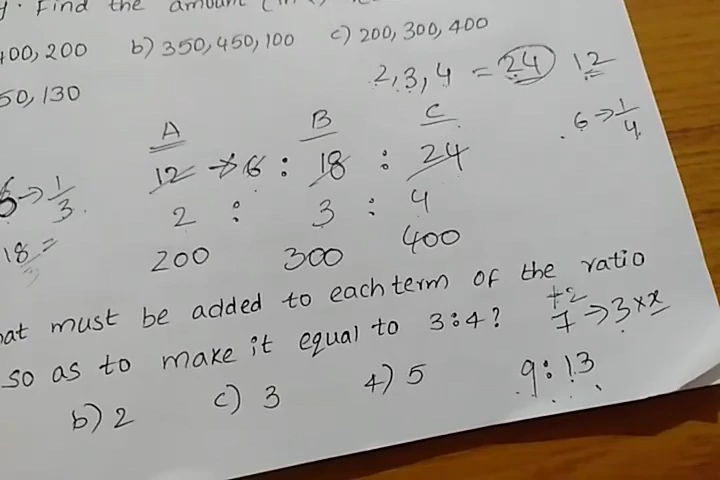 Find the amount
400, 200 b) 350, 450, 100 c) 200, 300, 400
50, 130
2, 3, 4 = 24 12
6 → 1/4
A B C
12 → 6 : 18 : 24
→ 1/3
2 : 3 : 4
18 =
200 300 400
at must be added to each term of the ratio
so as to make it equal to 3:4?
+2
7 → 3 × x
b) 2 c) 3 4) 5 9 : 13